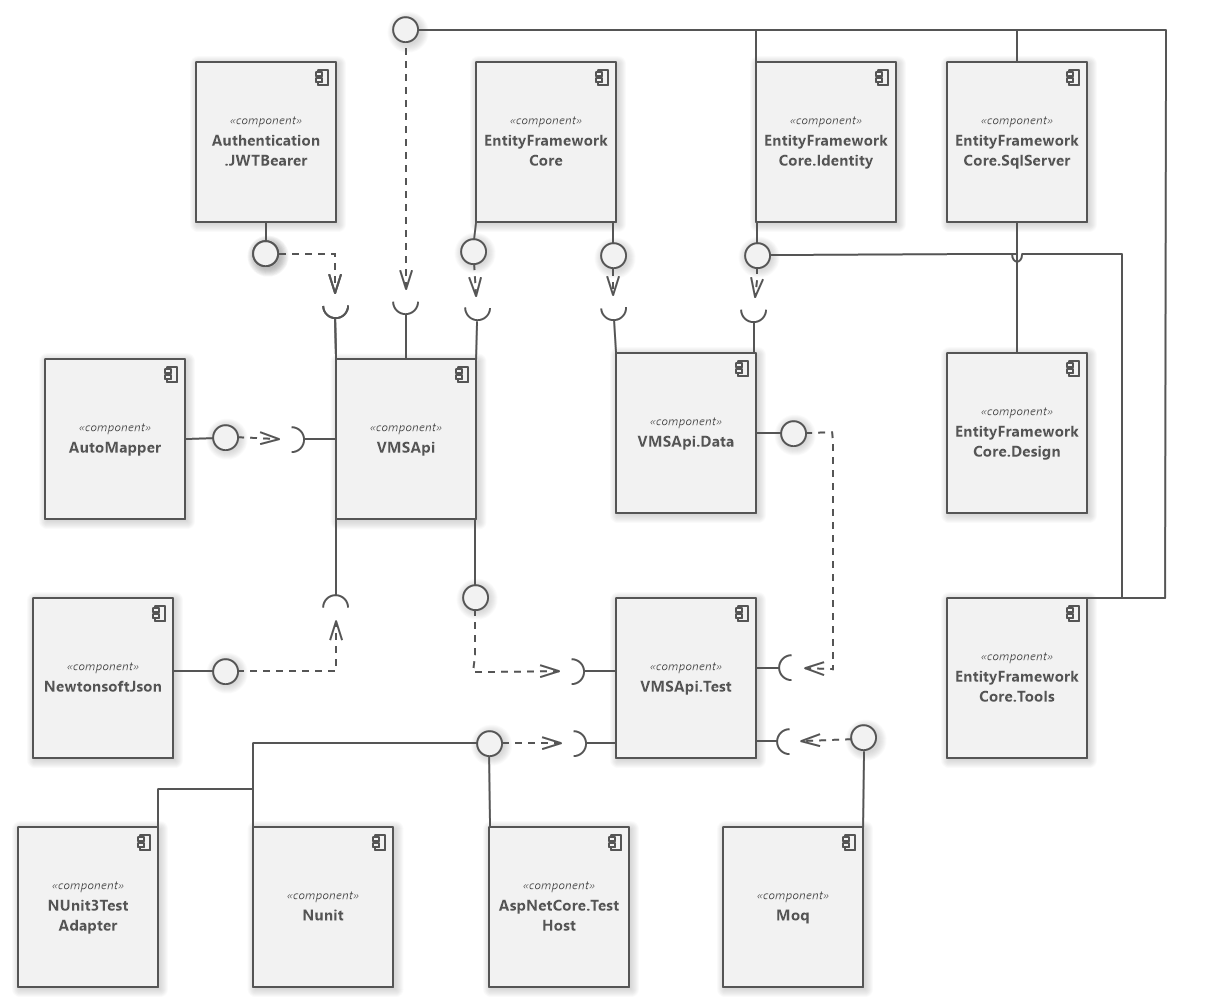 «component»
Authentication
.JWTBearer
«component»
EntityFramework
Core
«component»
EntityFramework
Core.Identity
«component»
EntityFramework
Core.SqlServer
«component»
AutoMapper
«component»
VMSApi
«component»
VMSApi.Data
«component»
EntityFramework
Core.Design
«component»
NewtonsoftJson
«component»
VMSApi.Test
«component»
EntityFramework
Core.Tools
«component»
NUnit3Test
Adapter
«component»
Nunit
«component»
AspNetCore.Test
Host
«component»
Moq